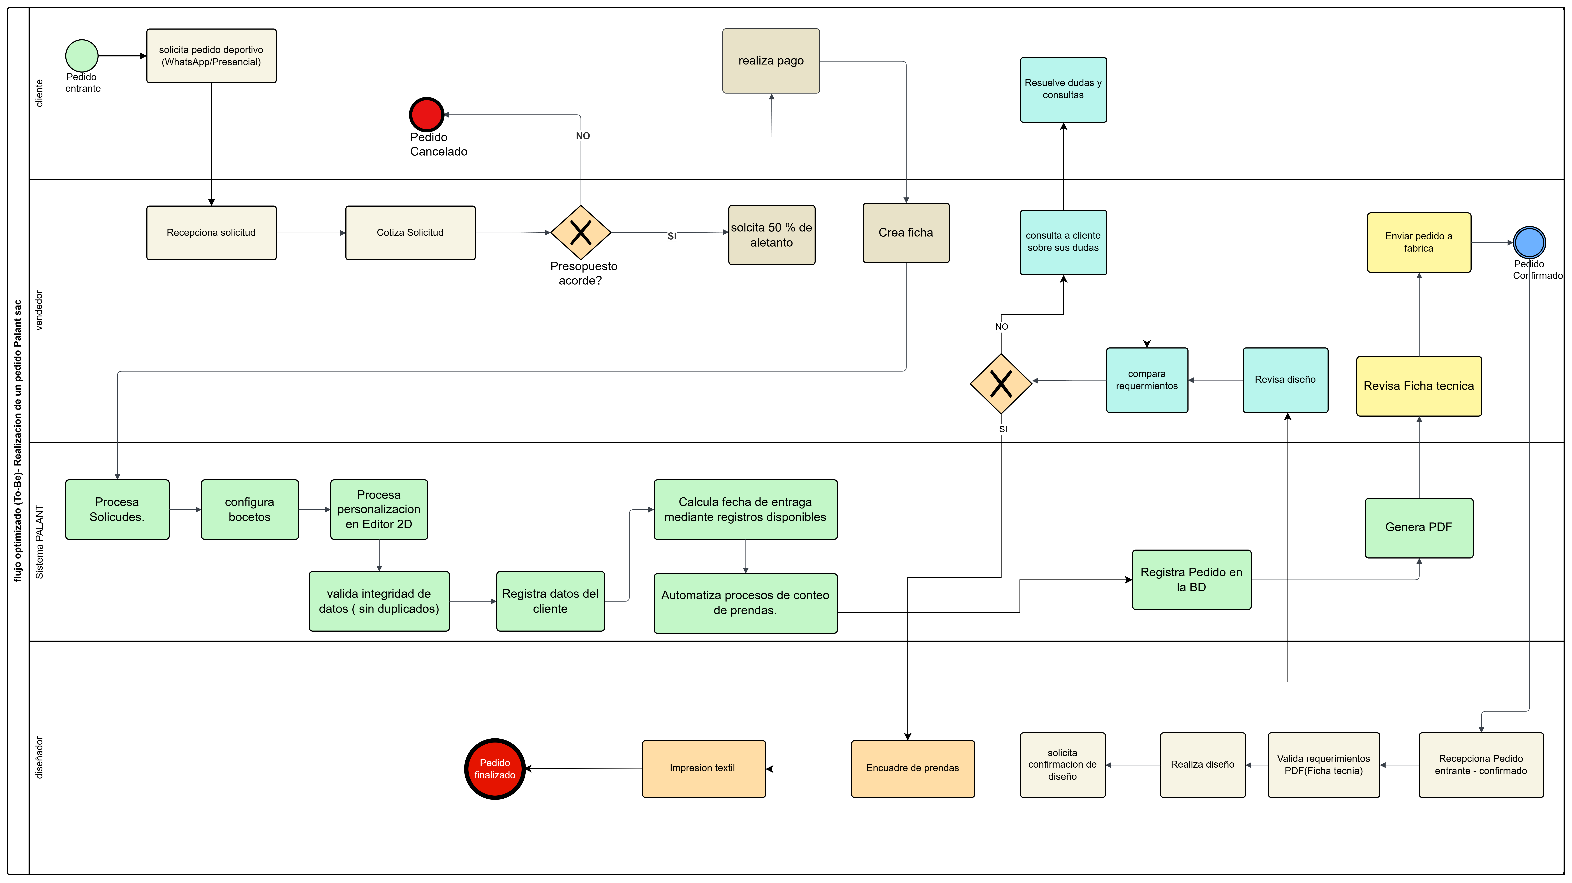 flujo optimizado (To-Be)- Realizacion de un pedido Palant sac
cliente
Pedido
entrante
solicita pedido deportivo
(WhatsApp/Presencial)
Pedido
Cancelado
NO
realiza pago
Resuelve dudas y
consultas
vendedor
Recepciona solicitud
Cotiza Solicitud
Presopuesto
acorde?
SI
solcita 50 % de
aletanto
Crea ficha
consulta a cliente
sobre sus dudas
NO
SI
compara
requermientos
Revisa diseño
Enviar pedido a
fabrica
Pedido
Confirmado
Revisa Ficha tecnica
Sistema PALANT
Procesa
Solicudes.
configura
bocetos
Procesa
personalizacion
en Editor 2D
valida integridad de
datos ( sin duplicados)
Registra datos del
cliente
Calcula fecha de entraga
mediante registros disponibles
Automatiza procesos de conteo
de prendas.
Registra Pedido en
la BD
Genera PDF
diseñador
Pedido
finalizado
Impresion textil
Encuadre de prendas
solicita
confirmacion de
diseño
Realiza diseño
Valida requerimientos
PDF(Ficha tecnia)
Recepciona Pedido
entrante - confirmado